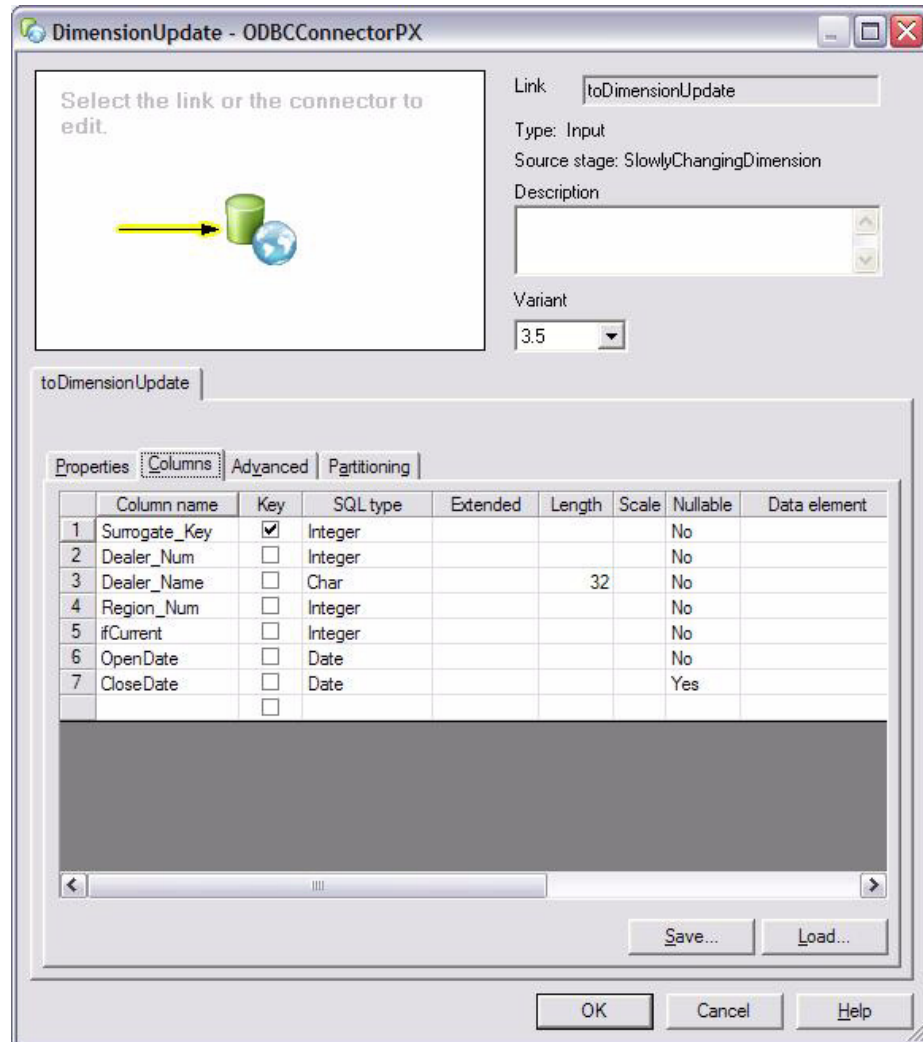 DimensionUpdate - ODBCConnectorPX
Select the link or the connector to
edit.
Link toDimensionUpdate
Type: Input
Source stage: SlowlyChangingDimension
Description
Variant
3.5
toDimensionUpdate
Properties Columns Advanced Partitioning
Column name Key SQL type Extended Length Scale Nullable Data element
1 Surrogate_Key Integer No
2 Dealer_Num Integer No
3 Dealer_Name Char 32 No
4 Region_Num Integer No
5 ifCurrent Integer No
6 OpenDate Date No
7 CloseDate Date Yes
Save... Load...
OK Cancel Help